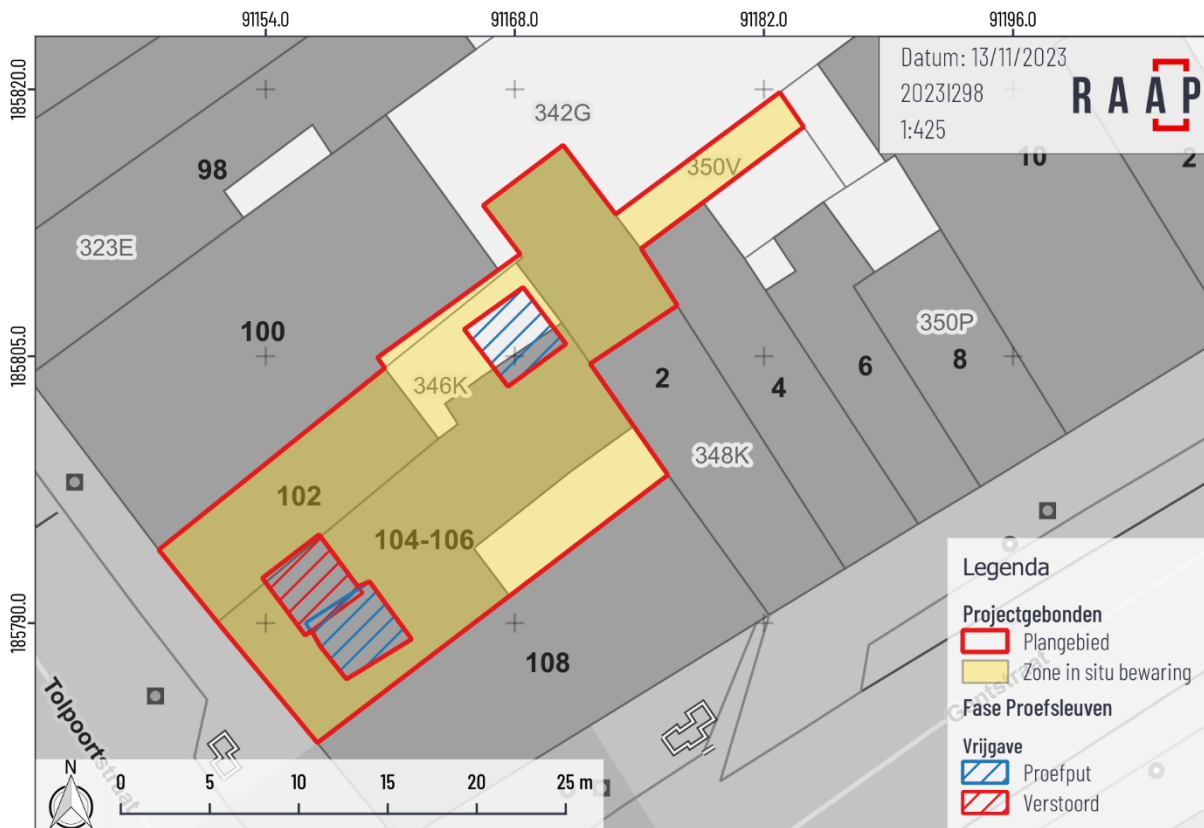 91154.0 91168.0 91182.0 91196.0
185820.0
185805.0
185790.0
Datum: 13/11/2023
2023I298
1:425
RAAP
342G
98
350V
10
2
323E
100
350P
346K
2
4
6
8
348K
102
104-106
108
Tolpoortstraat
Gentstraat
N
0 5 10 15 20 25 m
Legenda
Projectgebonden
Plangebied
Zone in situ bewaring
Fase Proefsleuven
Vrijgave
Proefput
Verstoord